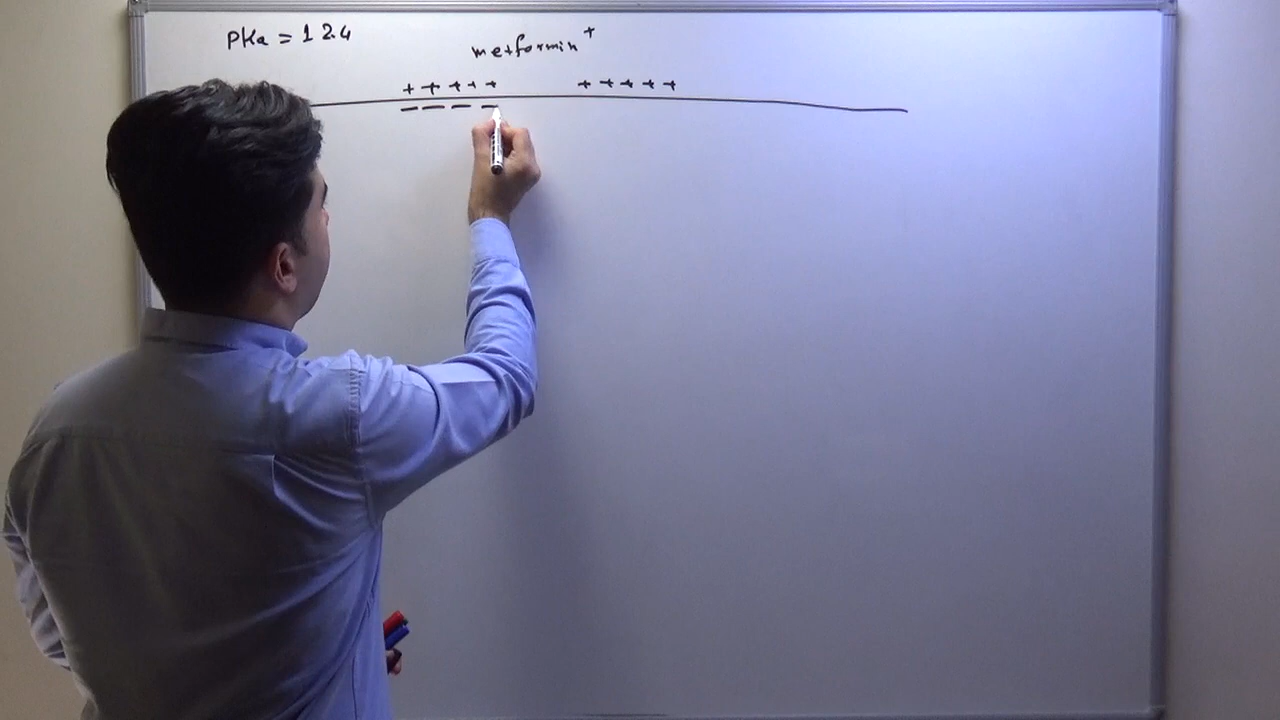 PKa = 12.4
metformin +
+ + + + + + + + + +
− − − −